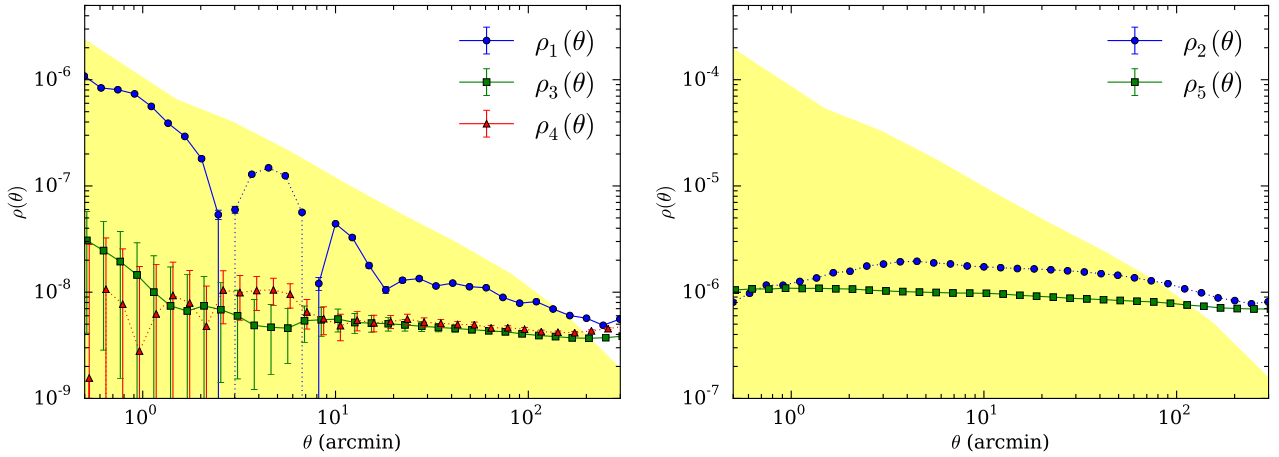 ρ₁(θ)
ρ₃(θ)
ρ₄(θ)
10⁻⁶
10⁻⁷
10⁻⁸
10⁻⁹
ρ(θ)
10⁰
10¹
10²
θ (arcmin)
ρ₂(θ)
ρ₅(θ)
10⁻⁴
10⁻⁵
10⁻⁶
10⁻⁷
ρ(θ)
10⁰
10¹
10²
θ (arcmin)